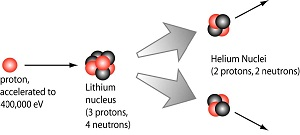 proton,
accelerated to
400,000 eV
Lithium
nucleus
(3 protons,
4 neutrons)
Helium Nuclei
(2 protons, 2 neutrons)